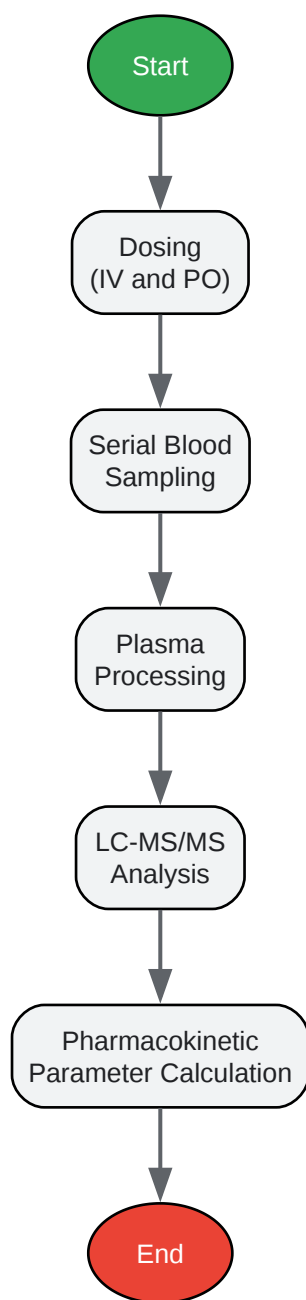 Start
Dosing
(IV and PO)
Serial Blood
Sampling
Plasma
Processing
LC-MS/MS
Analysis
Pharmacokinetic
Parameter Calculation
End